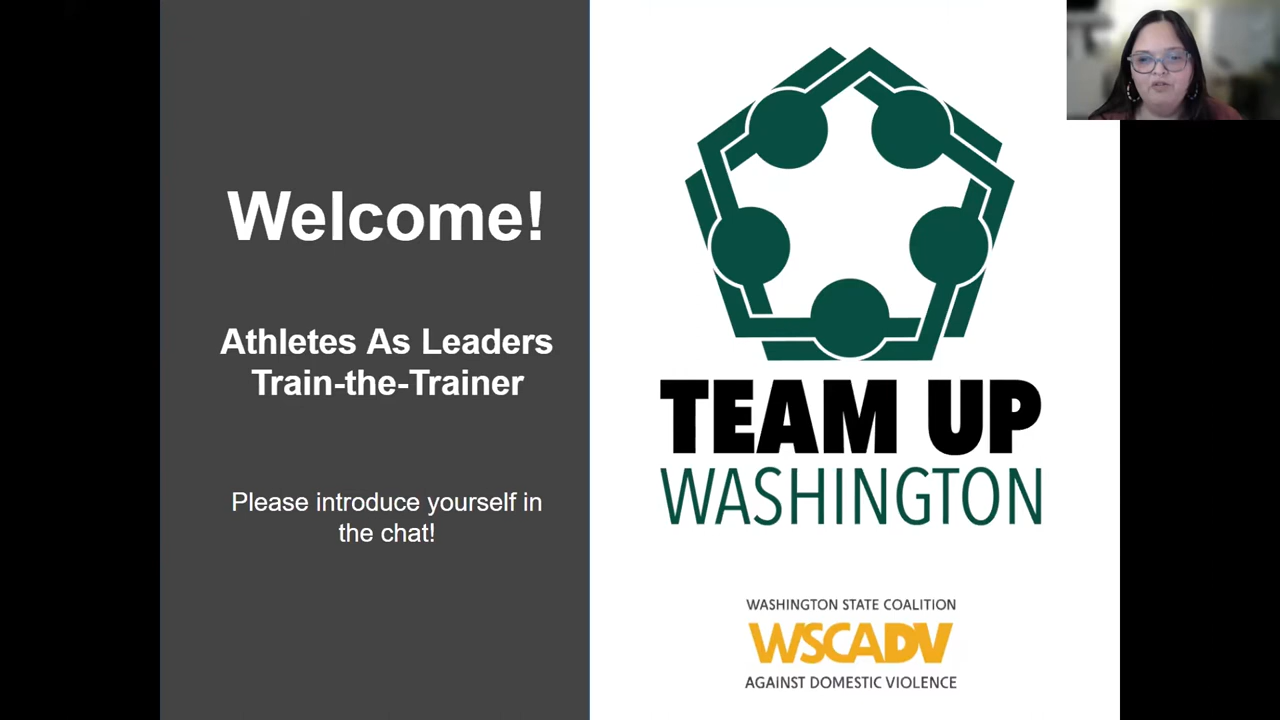 Welcome!
Athletes As Leaders
Train-the-Trainer
Please introduce yourself in
the chat!
TEAM UP
WASHINGTON
WASHINGTON STATE COALITION
WSCADV
AGAINST DOMESTIC VIOLENCE